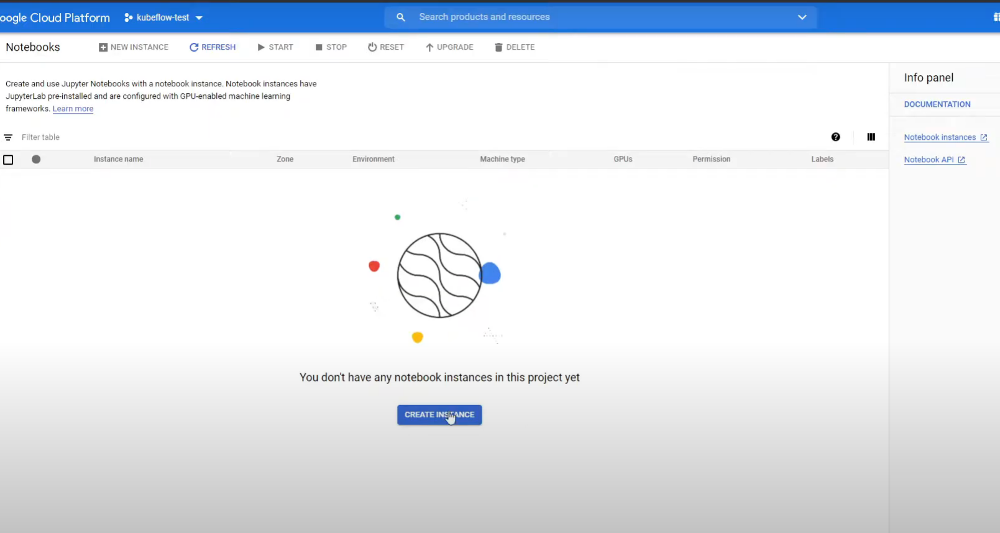 oogle Cloud Platform
kubeflow-test
Search products and resources
Notebooks
NEW INSTANCE
REFRESH
START
STOP
RESET
UPGRADE
DELETE
Create and use Jupyter Notebooks with a notebook instance. Notebook instances have
JupyterLab pre-installed and are configured with GPU-enabled machine learning
frameworks. Learn more
Filter table
Instance name
Zone
Environment
Machine type
GPUs
Permission
Labels
You don't have any notebook instances in this project yet
CREATE INSTANCE
Info panel
DOCUMENTATION
Notebook instances
Notebook API